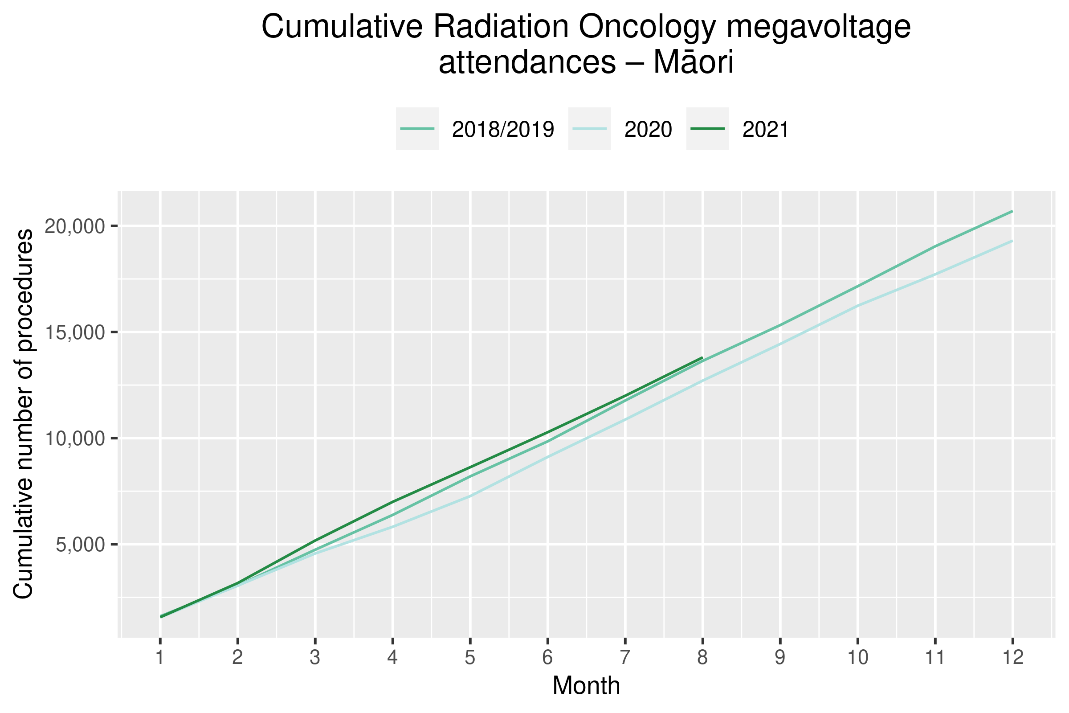 Cumulative Radiation Oncology megavoltage
attendances – Māori
2018/2019 2020 2021
Cumulative number of procedures
20,000
15,000
10,000
5,000
1 2 3 4 5 6 7 8 9 10 11 12
Month